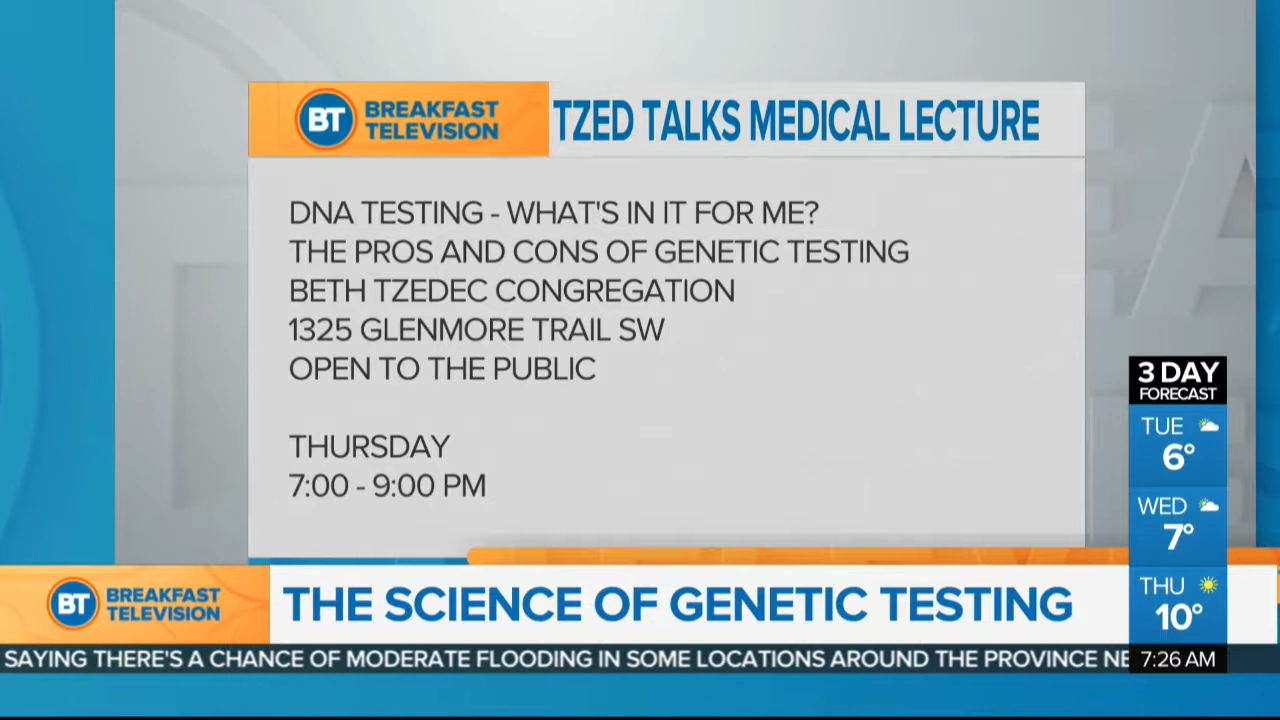 BT BREAKFAST TELEVISION
TZED TALKS MEDICAL LECTURE
DNA TESTING - WHAT'S IN IT FOR ME?
THE PROS AND CONS OF GENETIC TESTING
BETH TZEDEC CONGREGATION
1325 GLENMORE TRAIL SW
OPEN TO THE PUBLIC
THURSDAY
7:00 - 9:00 PM
3 DAY
FORECAST
TUE
6°
WED
7°
THU
10°
BT BREAKFAST TELEVISION
THE SCIENCE OF GENETIC TESTING
SAYING THERE'S A CHANCE OF MODERATE FLOODING IN SOME LOCATIONS AROUND THE PROVINCE NE
7:26 AM